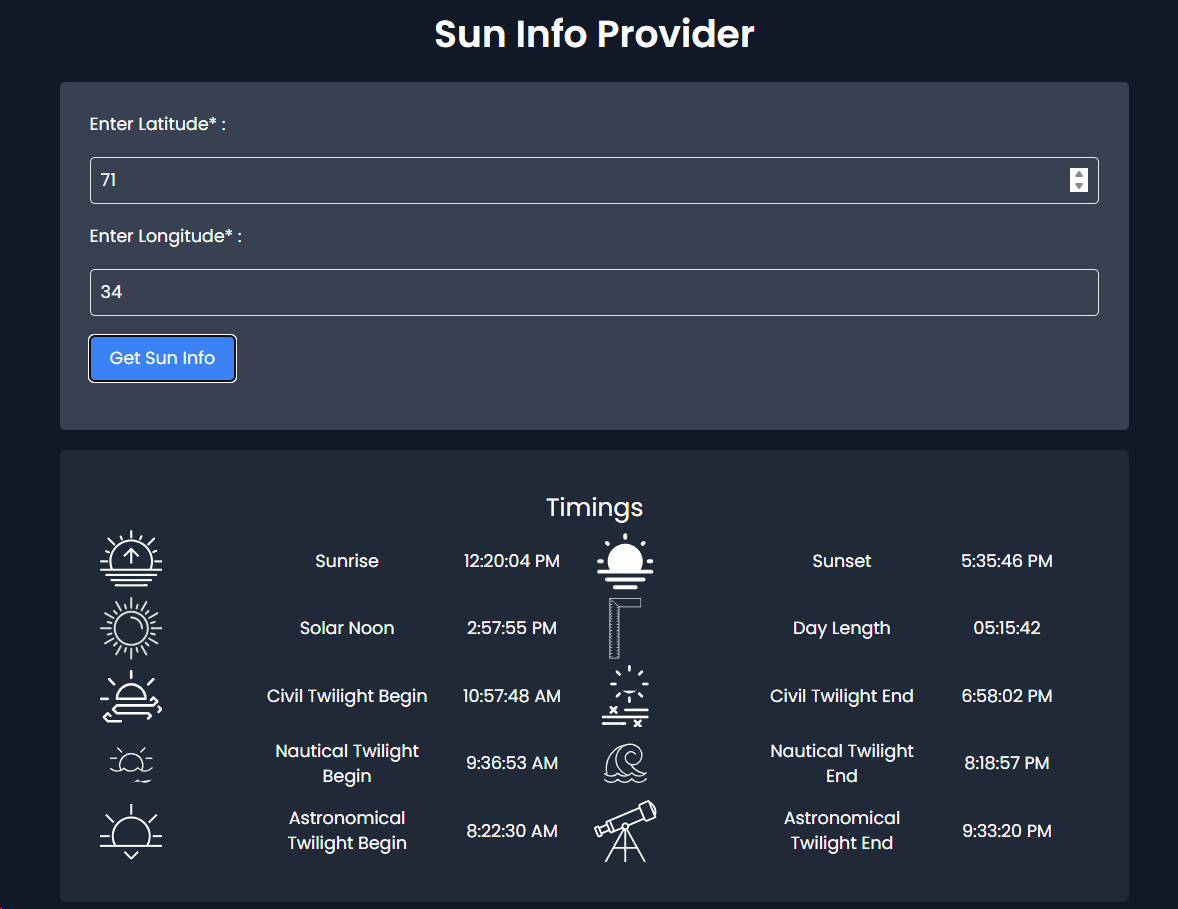 Sun Info Provider
Enter Latitude* :
71
Enter Longitude* :
34
Get Sun Info
Timings
Sunrise 12:20:04 PM Sunset 5:35:46 PM
Solar Noon 2:57:55 PM Day Length 05:15:42
Civil Twilight Begin 10:57:48 AM Civil Twilight End 6:58:02 PM
Nautical Twilight
Begin 9:36:53 AM Nautical Twilight
End 8:18:57 PM
Astronomical
Twilight Begin 8:22:30 AM Astronomical
Twilight End 9:33:20 PM